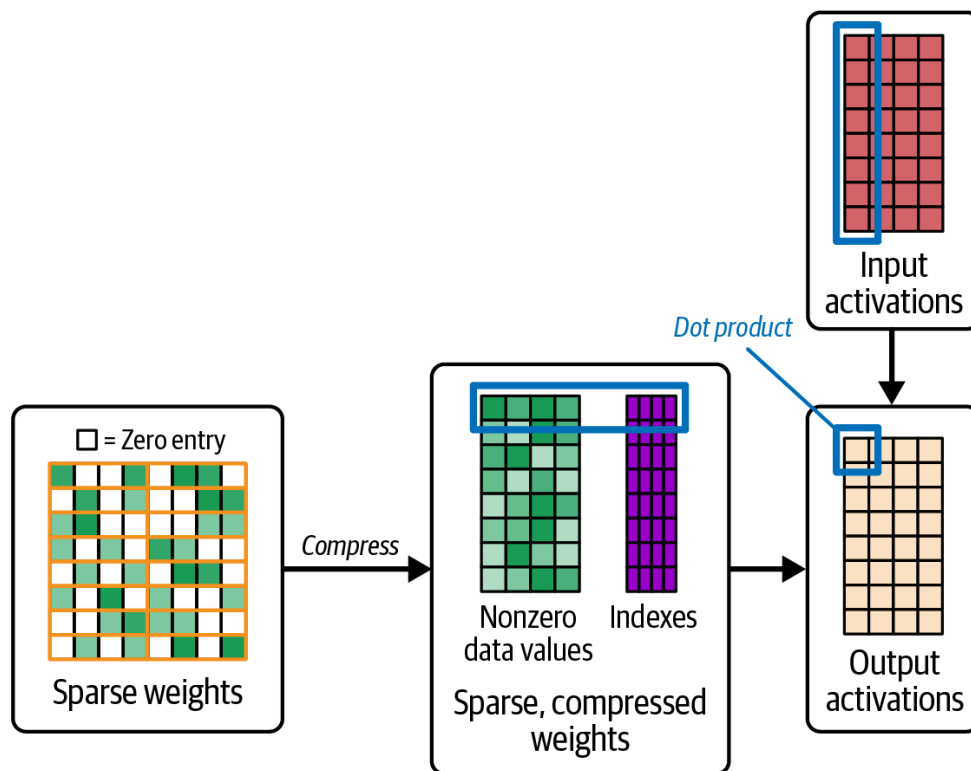 Input
activations
Dot product
= Zero entry
Compress
Sparse weights
Nonzero
data values
Indexes
Sparse, compressed
weights
Output
activations